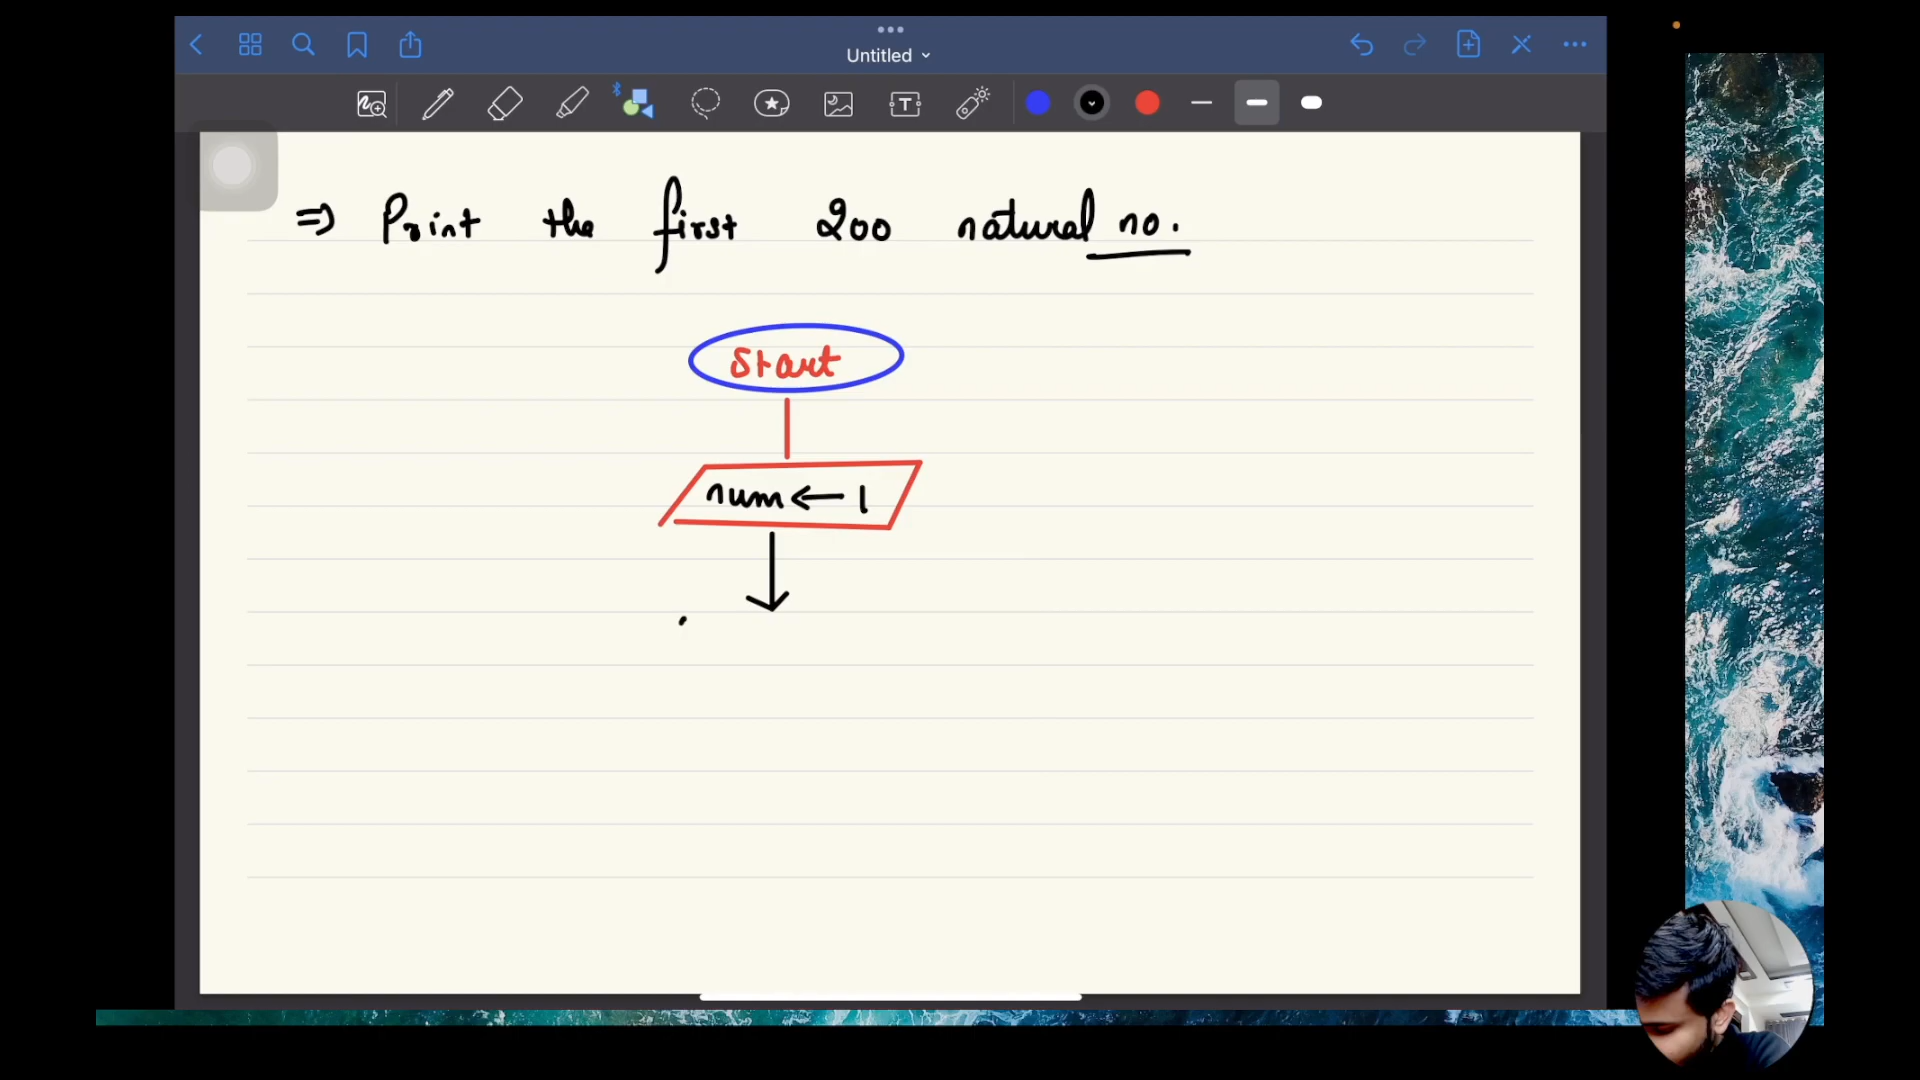 Untitled
⇒ Print the first 200 natural no.
Start
num ← 1